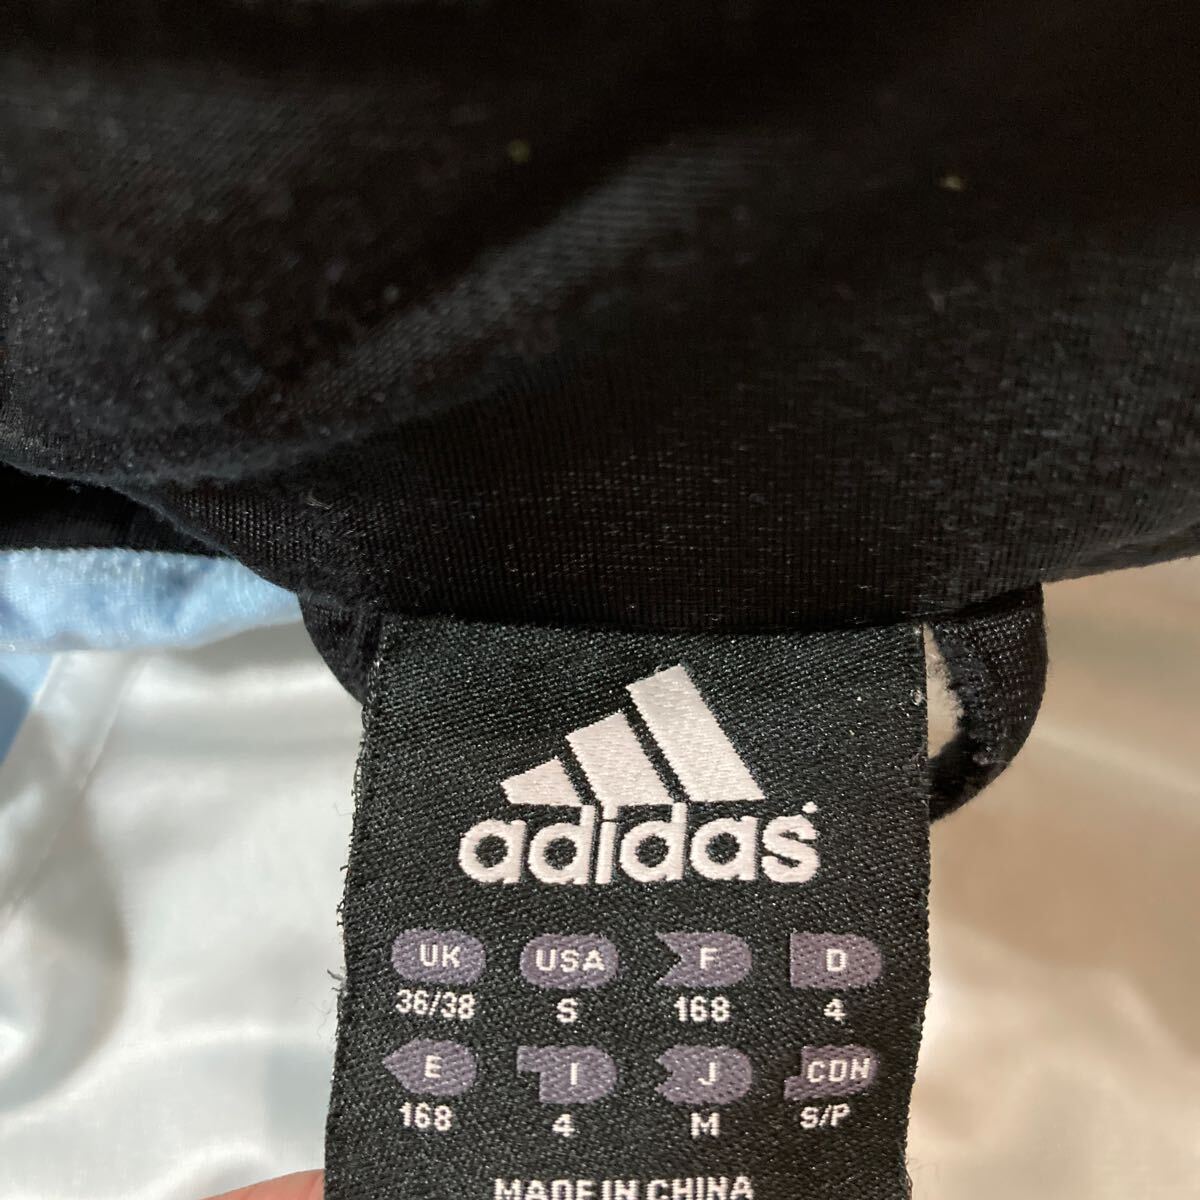 adidas
UK USA F D
36/38 S 168 4
E I J CDN
168 4 M S/P
MADE IN CHINA